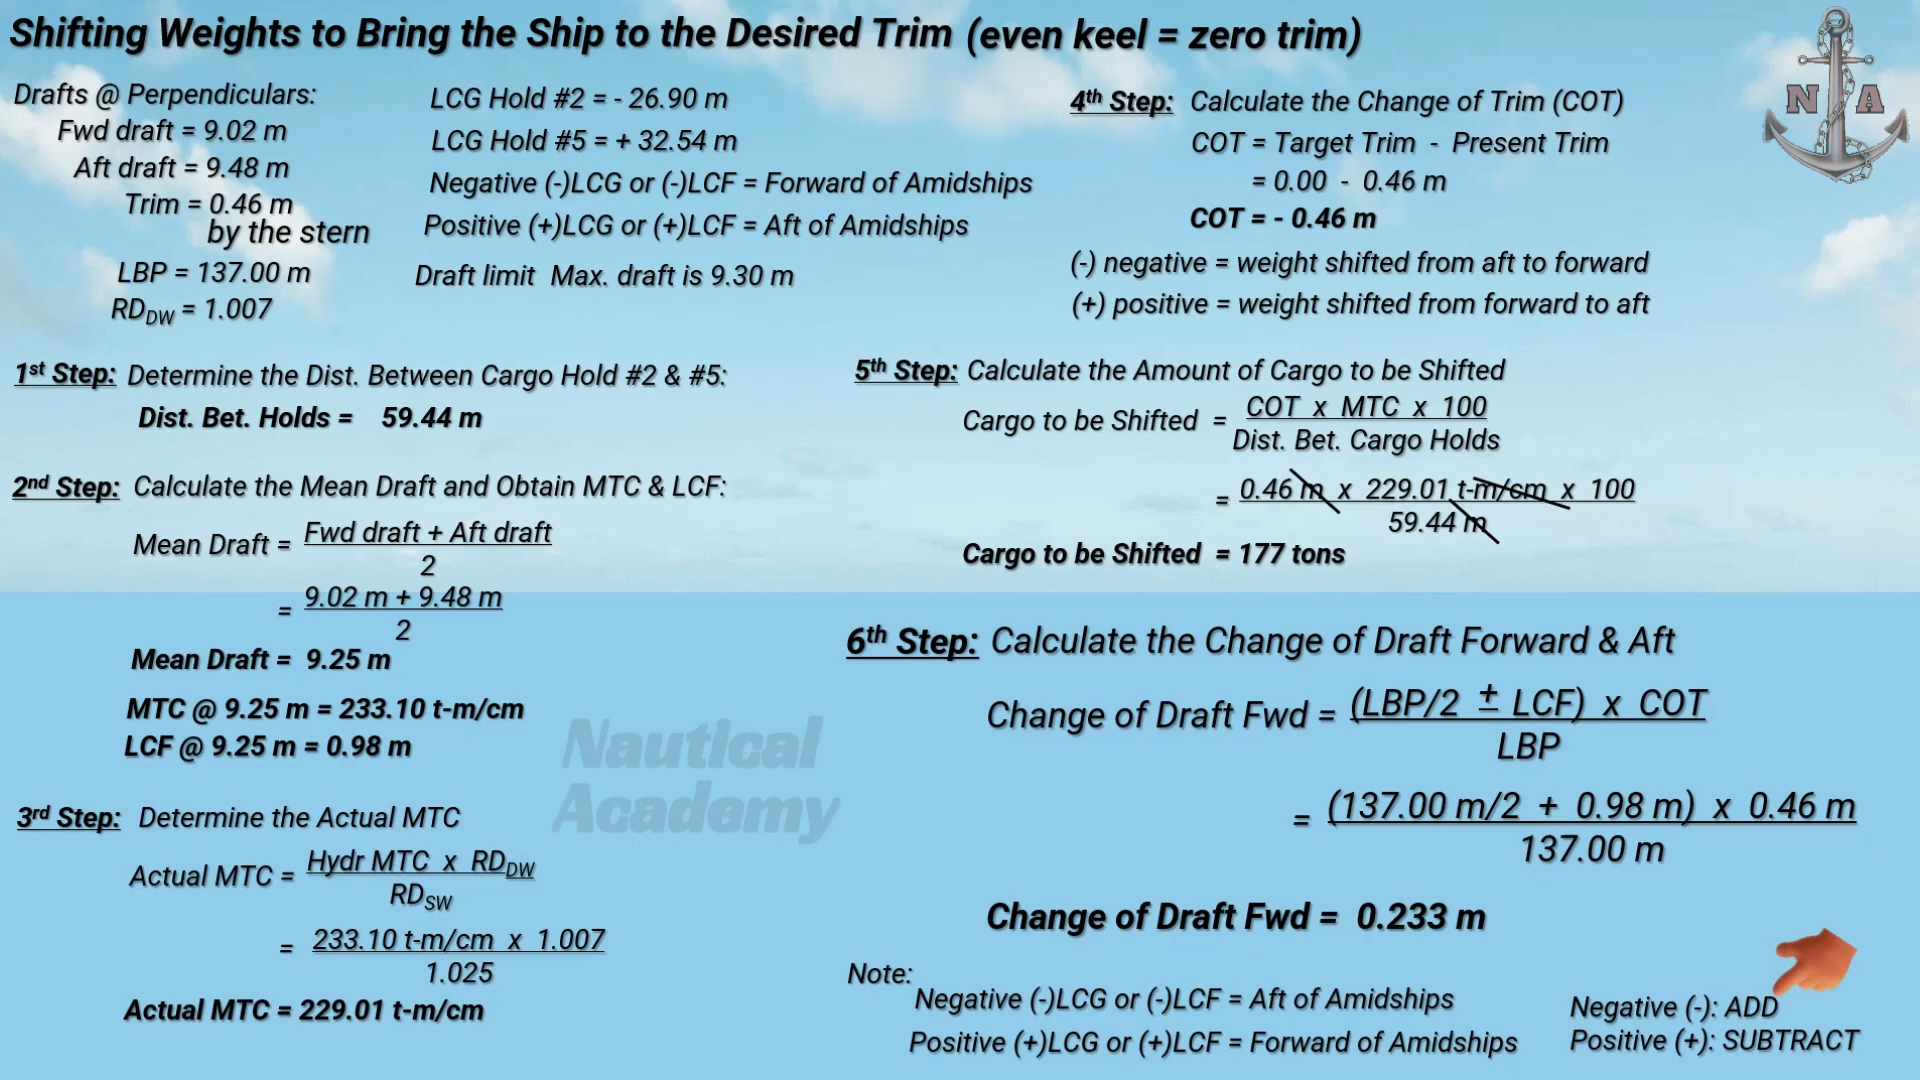 Shifting Weights to Bring the Ship to the Desired Trim (even keel = zero trim)
N A
Drafts @ Perpendiculars:
Fwd draft = 9.02 m
Aft draft = 9.48 m
Trim = 0.46 m
by the stern
LBP = 137.00 m
RD_DW = 1.007
LCG Hold #2 = - 26.90 m
LCG Hold #5 = + 32.54 m
Negative (-)LCG or (-)LCF = Forward of Amidships
Positive (+)LCG or (+)LCF = Aft of Amidships
Draft limit Max. draft is 9.30 m
1st Step: Determine the Dist. Between Cargo Hold #2 & #5:
Dist. Bet. Holds = 59.44 m
2nd Step: Calculate the Mean Draft and Obtain MTC & LCF:
Mean Draft = Fwd draft + Aft draft
2
= 9.02 m + 9.48 m
2
Mean Draft = 9.25 m
MTC @ 9.25 m = 233.10 t-m/cm
LCF @ 9.25 m = 0.98 m
3rd Step: Determine the Actual MTC
Actual MTC = Hydr MTC x RD_DW
RD_SW
= 233.10 t-m/cm x 1.007
1.025
Actual MTC = 229.01 t-m/cm
Nautical
Academy
4th Step: Calculate the Change of Trim (COT)
COT = Target Trim - Present Trim
= 0.00 - 0.46 m
COT = - 0.46 m
(-) negative = weight shifted from aft to forward
(+) positive = weight shifted from forward to aft
5th Step: Calculate the Amount of Cargo to be Shifted
Cargo to be Shifted = COT x MTC x 100
Dist. Bet. Cargo Holds
= 0.46 m x 229.01 t-m/cm x 100
59.44 m
Cargo to be Shifted = 177 tons
6th Step: Calculate the Change of Draft Forward & Aft
Change of Draft Fwd = (LBP/2 ± LCF) x COT
LBP
= (137.00 m/2 + 0.98 m) x 0.46 m
137.00 m
Change of Draft Fwd = 0.233 m
Note:
Negative (-)LCG or (-)LCF = Aft of Amidships
Positive (+)LCG or (+)LCF = Forward of Amidships
Negative (-): ADD
Positive (+): SUBTRACT